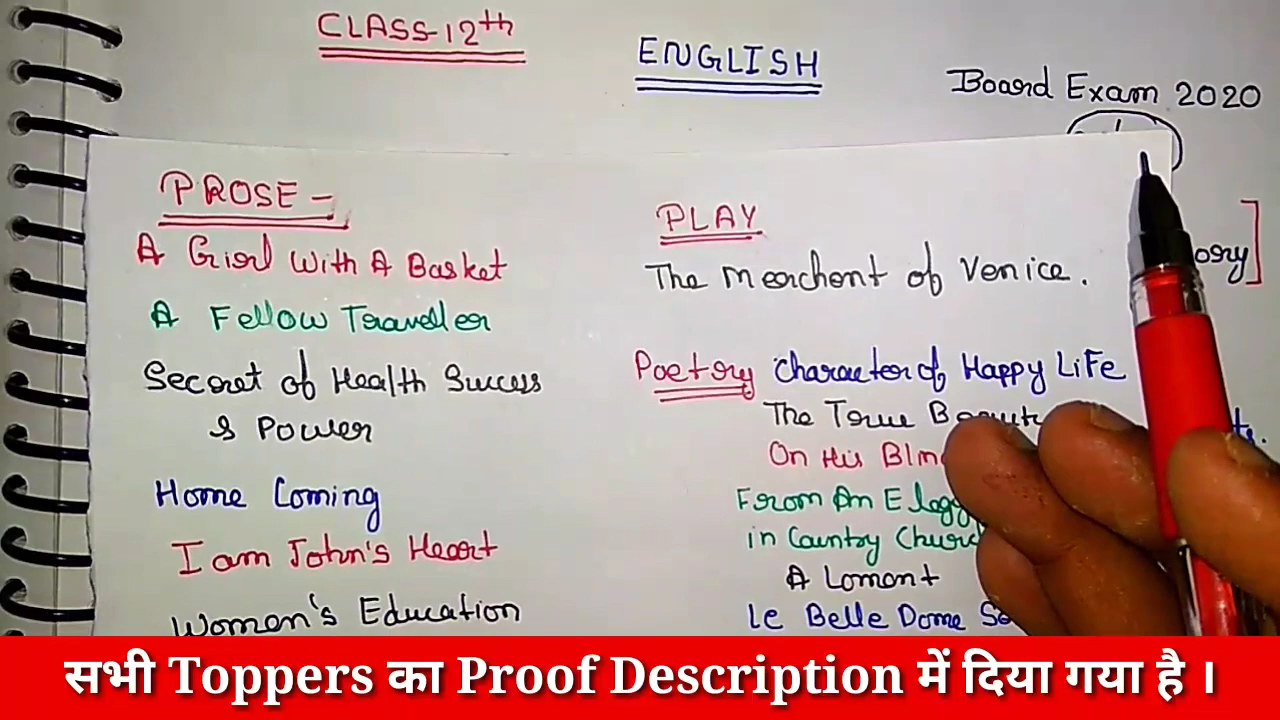 CLASS-12th
ENGLISH
Board Exam 2020
PROSE -
A Girl With A Basket
A Fellow Traveller
Secret of Health Success
& Power
Home Coming
I am John's Heart
Women's Education
PLAY
The Merchent of Venice.
Poetry Character of Happy Life
The True
On His
From An Elegy
in Country
A Loment
le Belle Dome
सभी Toppers का Proof Description में दिया गया है ।